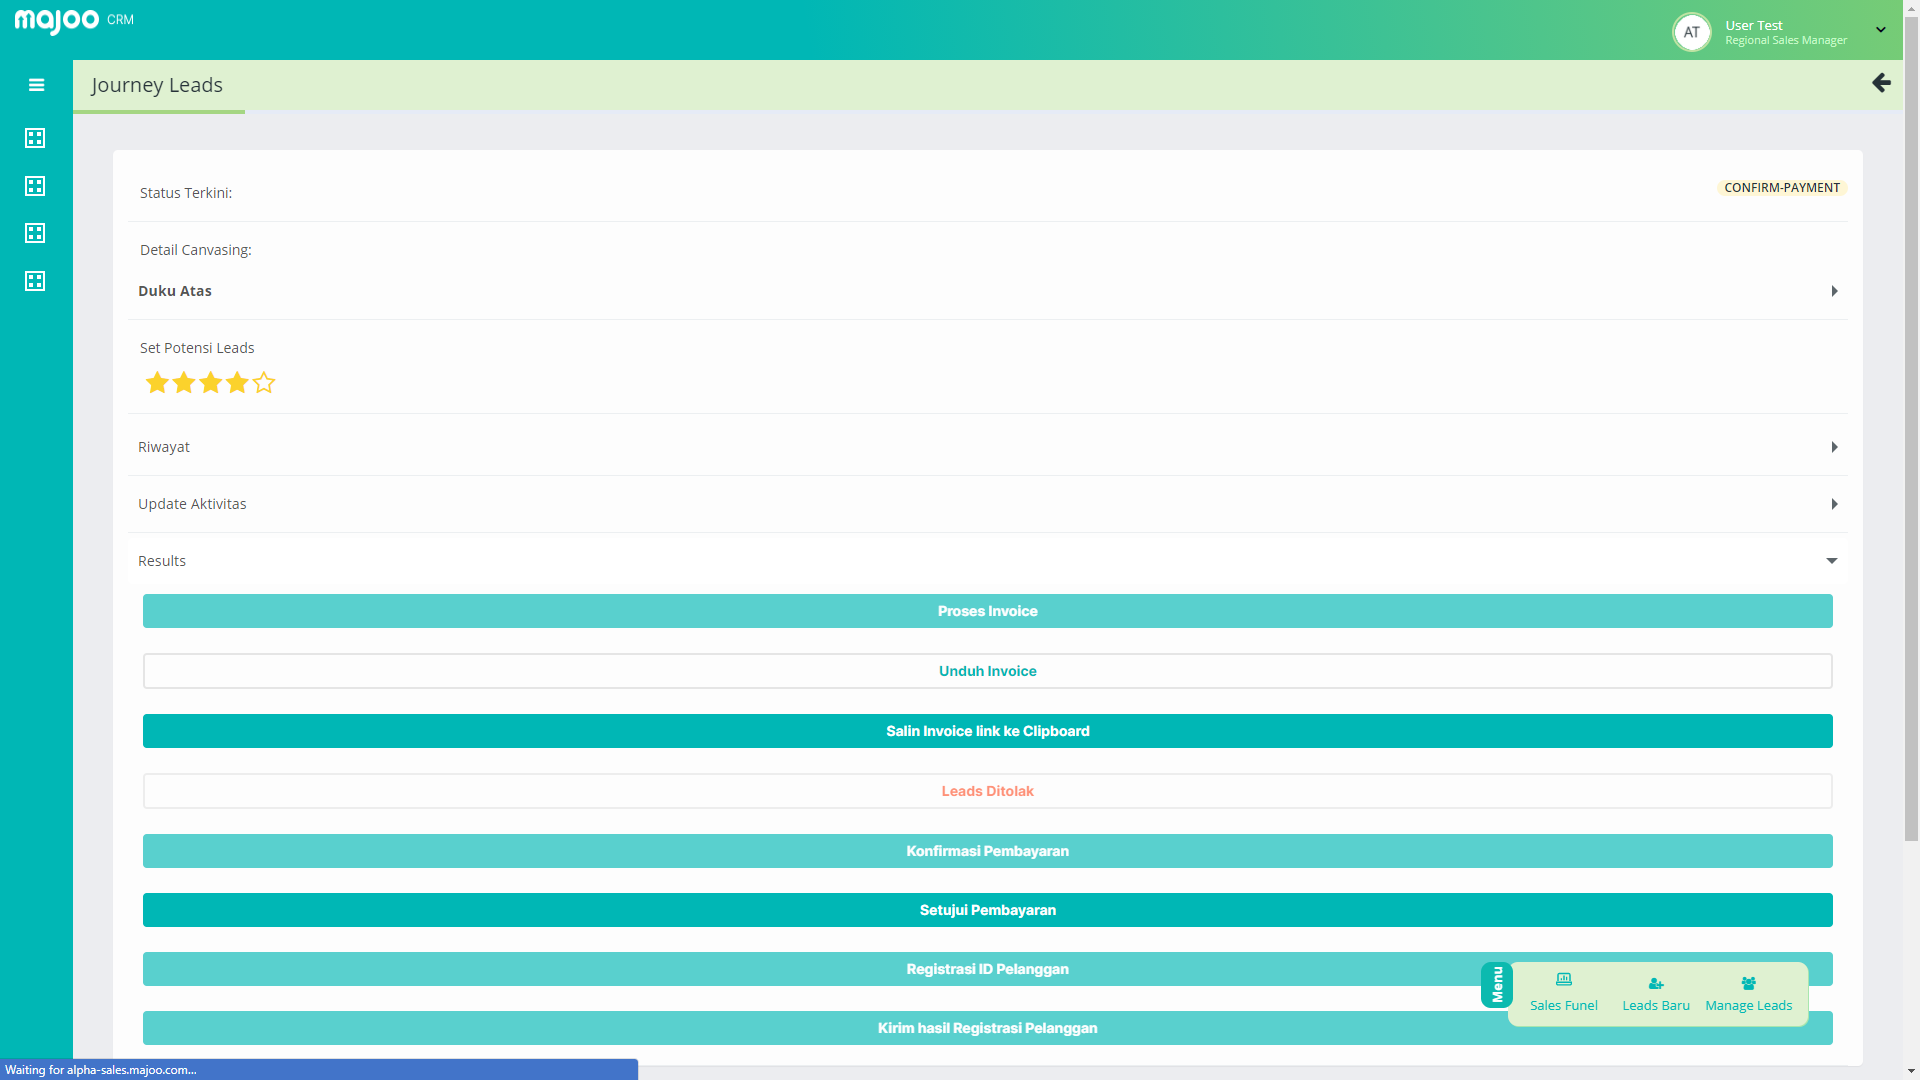 majoo CRM
AT
User Test
Regional Sales Manager
Journey Leads
Status Terkini:
CONFIRM-PAYMENT
Detail Canvasing:
Duku Atas
Set Potensi Leads
Riwayat
Update Aktivitas
Results
Proses Invoice
Unduh Invoice
Salin Invoice link ke Clipboard
Leads Ditolak
Konfirmasi Pembayaran
Setujui Pembayaran
Registrasi ID Pelanggan
Kirim hasil Registrasi Pelanggan
Menu
Sales Funel
Leads Baru
Manage Leads
Waiting for alpha-sales.majoo.com...